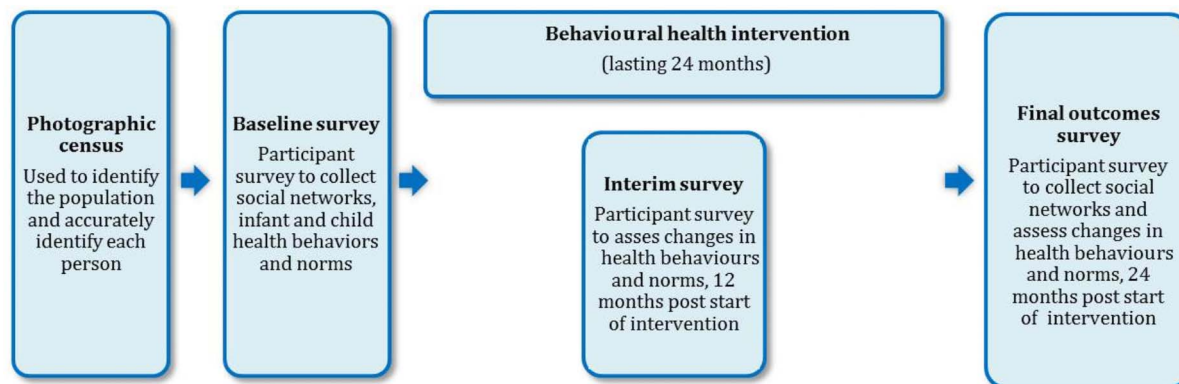 Photographic
census
Used to identify
the population
and accurately
identify each
person
Baseline survey
Participant
survey to collect
social networks,
infant and child
health behaviors
and norms
Behavioural health intervention
(lasting 24 months)
Interim survey
Participant survey
to asses changes in
health behaviours
and norms, 12
months post start
of intervention
Final outcomes
survey
Participant survey
to collect social
networks and
assess changes in
health behaviours
and norms, 24
months post start
of intervention